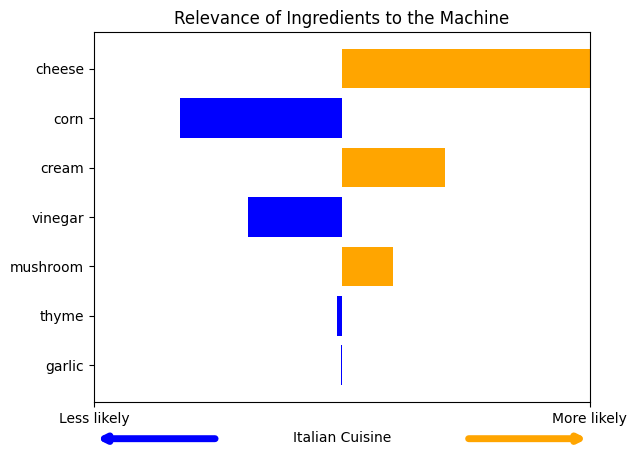 Relevance of Ingredients to the Machine
cheese
corn
cream
vinegar
mushroom
thyme
garlic
Less likely
More likely
Italian Cuisine